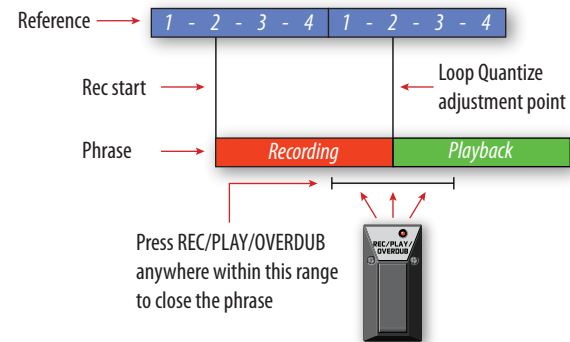 Reference
1 - 2 - 3 - 4 1 - 2 - 3 - 4
Rec start
Loop Quantize
adjustment point
Phrase
Recording
Playback
Press REC/PLAY/OVERDUB
anywhere within this range
to close the phrase
REC/PLAY/
OVERDUB